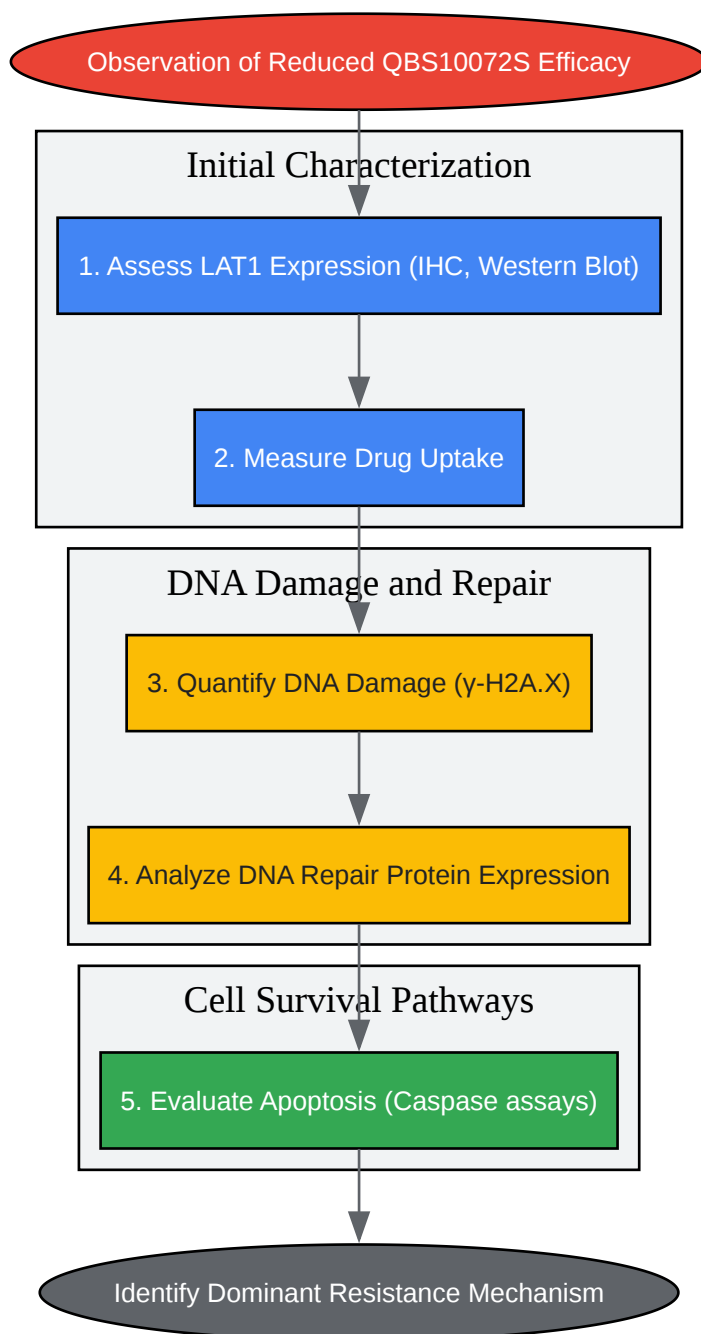 Observation of Reduced QBS10072S Efficacy
Initial Characterization
1. Assess LAT1 Expression (IHC, Western Blot)
2. Measure Drug Uptake
DNA Damage and Repair
3. Quantify DNA Damage (γ-H2A.X)
4. Analyze DNA Repair Protein Expression
Cell Survival Pathways
5. Evaluate Apoptosis (Caspase assays)
Identify Dominant Resistance Mechanism